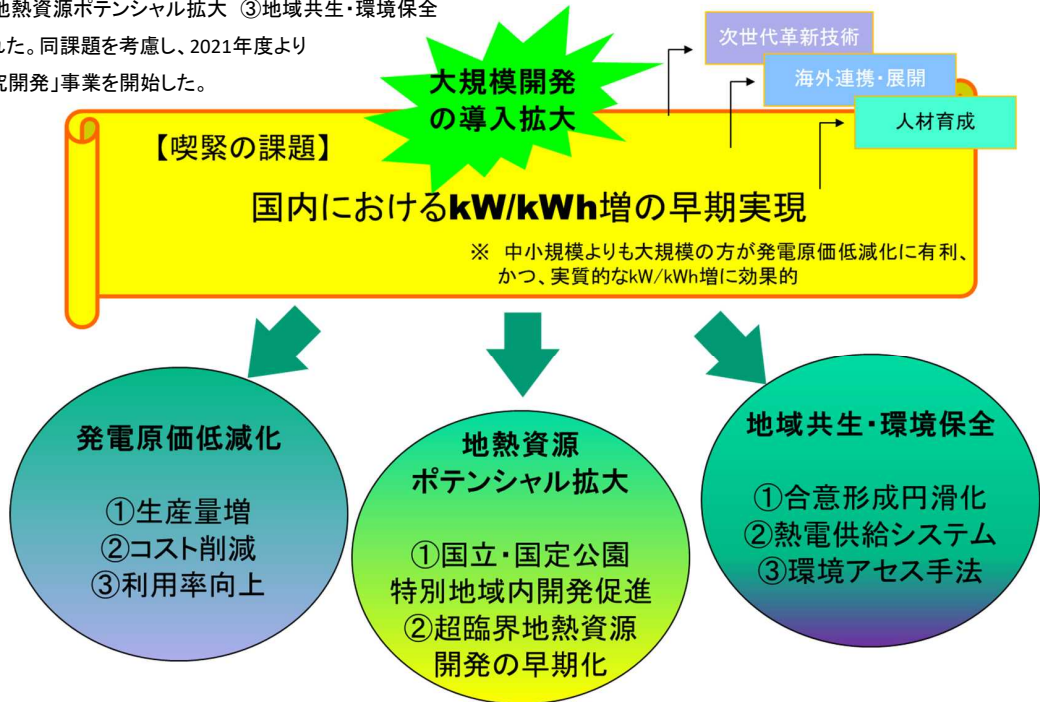 地熱資源ポテンシャル拡大 ③地域共生・環境保全
た。同課題を考慮し、2021年度より
開発」事業を開始した。
大規模開発
の導入拡大
次世代革新技術
海外連携・展開
人材育成
【喫緊の課題】
国内におけるkW/kWh増の早期実現
※ 中小規模よりも大規模の方が発電原価低減化に有利、
かつ、実質的なkW/kWh増に効果的
発電原価低減化
①生産量増
②コスト削減
③利用率向上
地熱資源
ポテンシャル拡大
①国立・国定公園
特別地域内開発促進
②超臨界地熱資源
開発の早期化
地域共生・環境保全
①合意形成円滑化
②熱電供給システム
③環境アセス手法